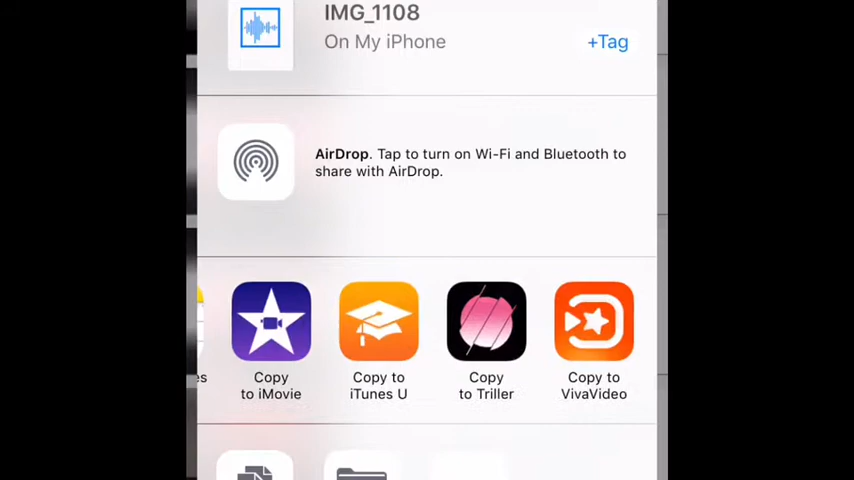 IMG_1108
On My iPhone
+Tag
AirDrop. Tap to turn on Wi-Fi and Bluetooth to
share with AirDrop.
es
Copy
to iMovie
Copy to
iTunes U
Copy
to Triller
Copy to
VivaVideo